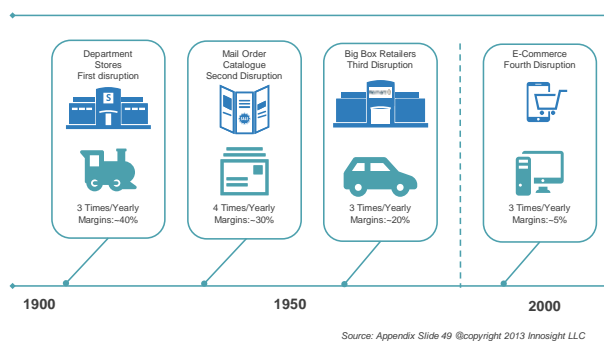 Department
Stores
First disruption
S
3 Times/Yearly
Margins:~40%
Mail Order
Catalogue
Second Disruption
SALE
4 Times/Yearly
Margins:~30%
Big Box Retailers
Third Disruption
Walmart
3 Times/Yearly
Margins:~20%
E-Commerce
Fourth Disruption
3 Times/Yearly
Margins:~5%
1900
1950
2000
Source: Appendix Slide 49 @copyright 2013 Innosight LLC